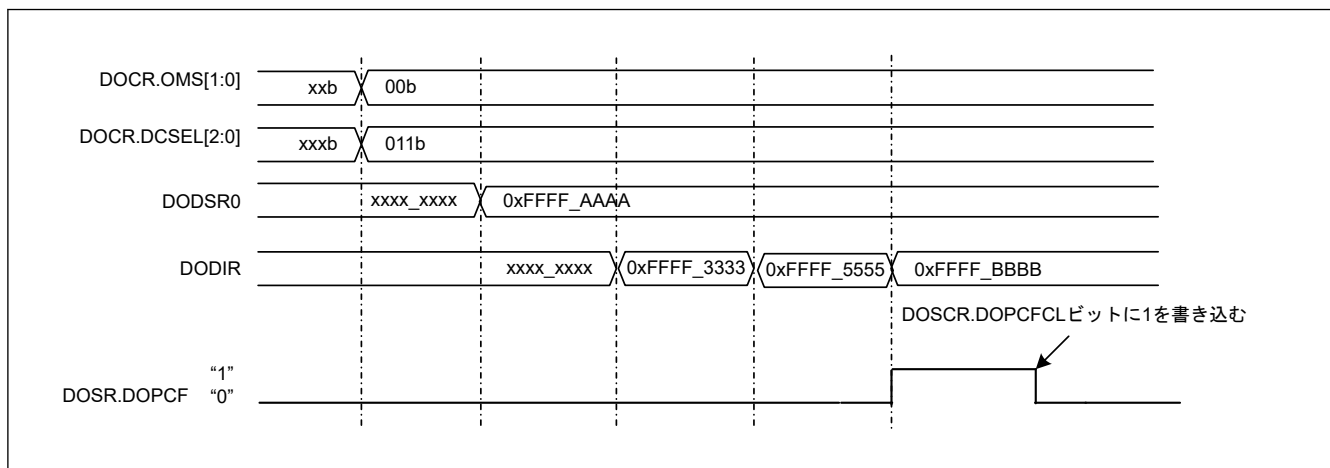 DOCR.OMS[1:0] xxb 00b
DOCR.DCSEL[2:0] xxxb 011b
DODSR0 xxxx_xxxx 0xFFFF_AAAA
DODIR xxxx_xxxx 0xFFFF_3333 0xFFFF_5555 0xFFFF_BBBB
DOSCR.DOPCFCLビットに1を書き込む
“1”
DOSR.DOPCF “0”